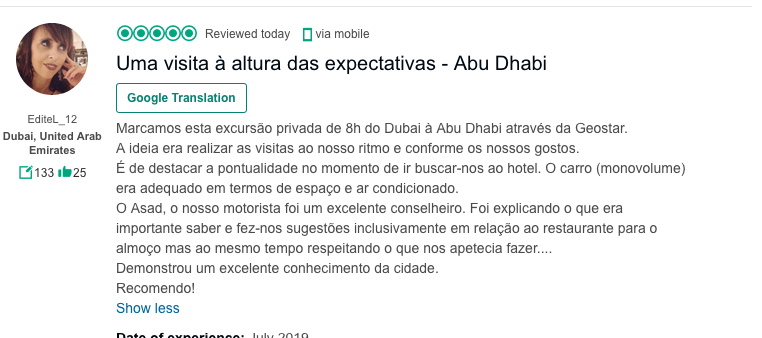 Reviewed today via mobile
Uma visita à altura das expectativas - Abu Dhabi
Google Translation
EditeL_12
Dubai, United Arab
Emirates
133 25
Marcamos esta excursão privada de 8h do Dubai à Abu Dhabi através da Geostar.
A ideia era realizar as visitas ao nosso ritmo e conforme os nossos gostos.
É de destacar a pontualidade no momento de ir buscar-nos ao hotel. O carro (monovolume)
era adequado em termos de espaço e ar condicionado.
O Asad, o nosso motorista foi um excelente conselheiro. Foi explicando o que era
importante saber e fez-nos sugestões inclusivamente em relação ao restaurante para o
almoço mas ao mesmo tempo respeitando o que nos apetecia fazer....
Demonstrou um excelente conhecimento da cidade.
Recomendo!
Show less
Date of experience: July 2019